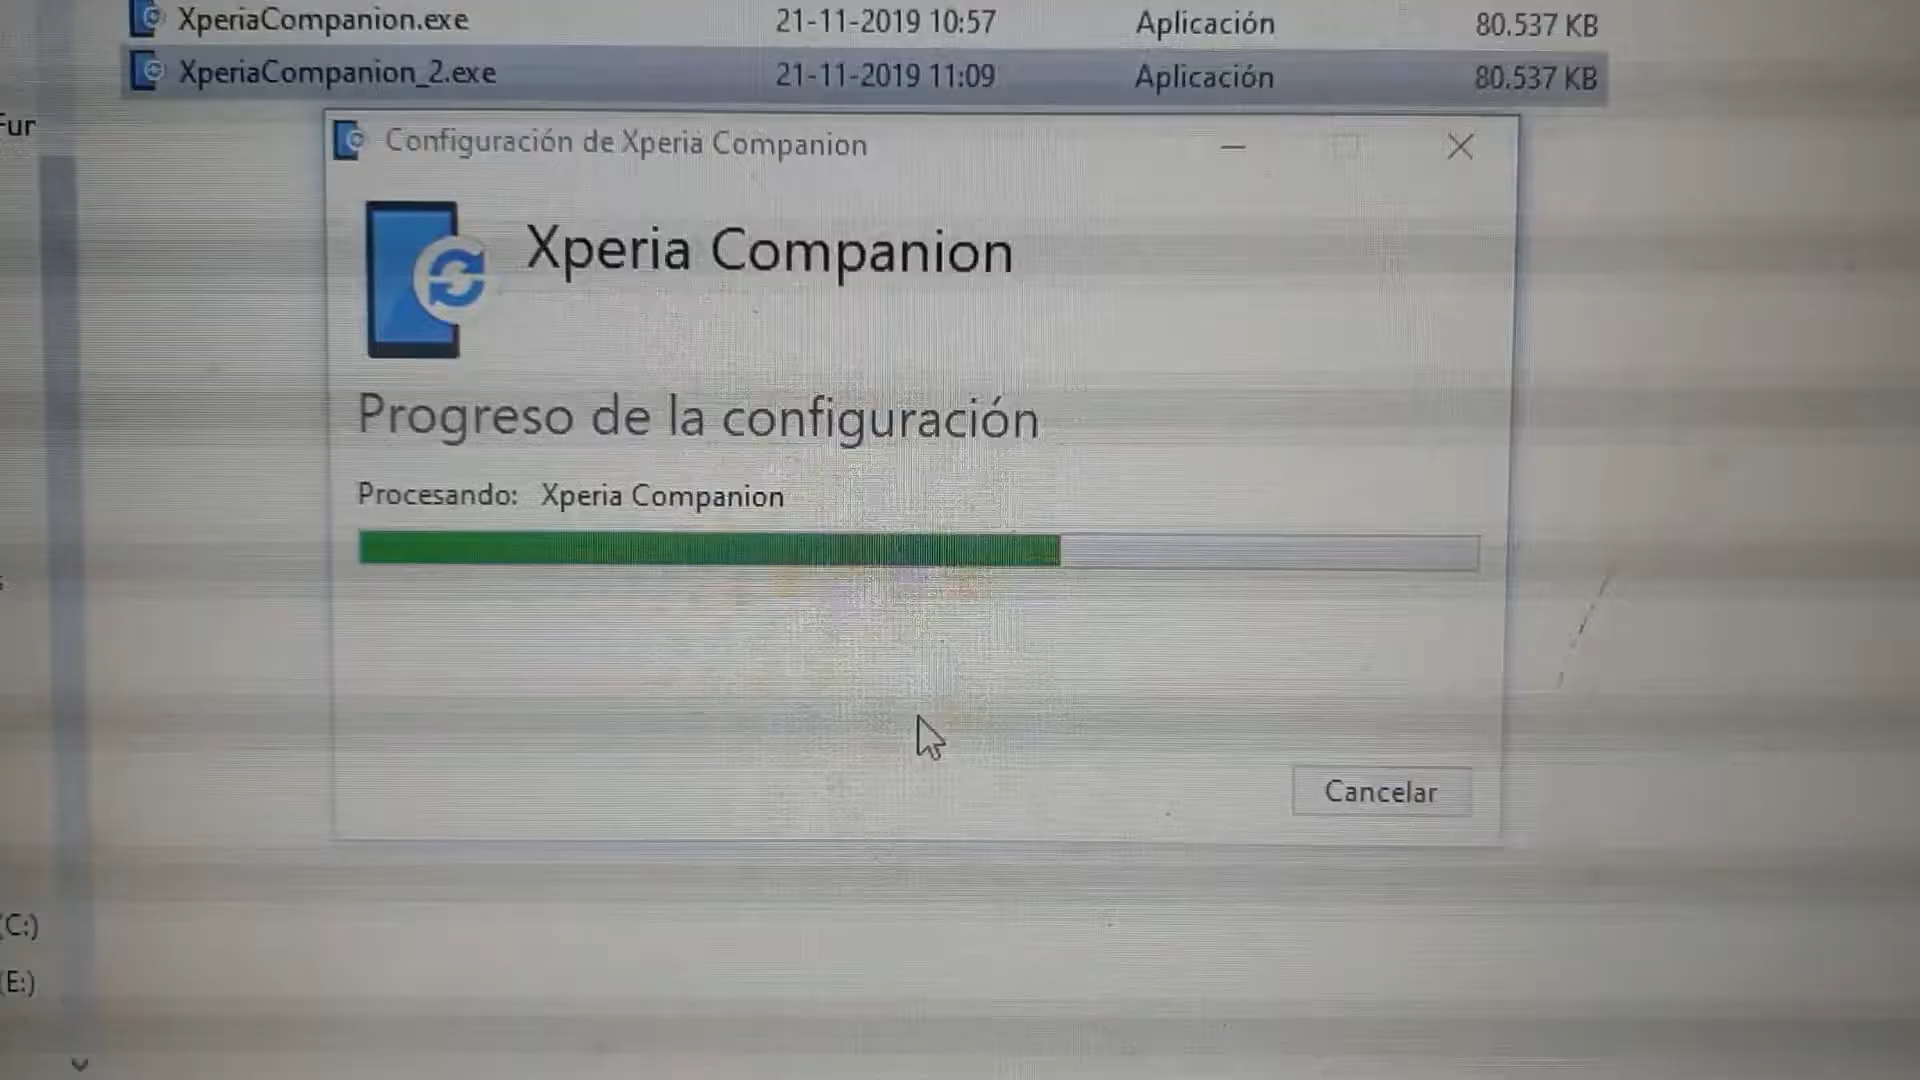 XperiaCompanion.exe 21-11-2019 10:57 Aplicación 80.537 KB
XperiaCompanion_2.exe 21-11-2019 11:09 Aplicación 80.537 KB
Fur
Configuración de Xperia Companion
Xperia Companion
Progreso de la configuración
Procesando: Xperia Companion
Cancelar
(C:)
(E:)